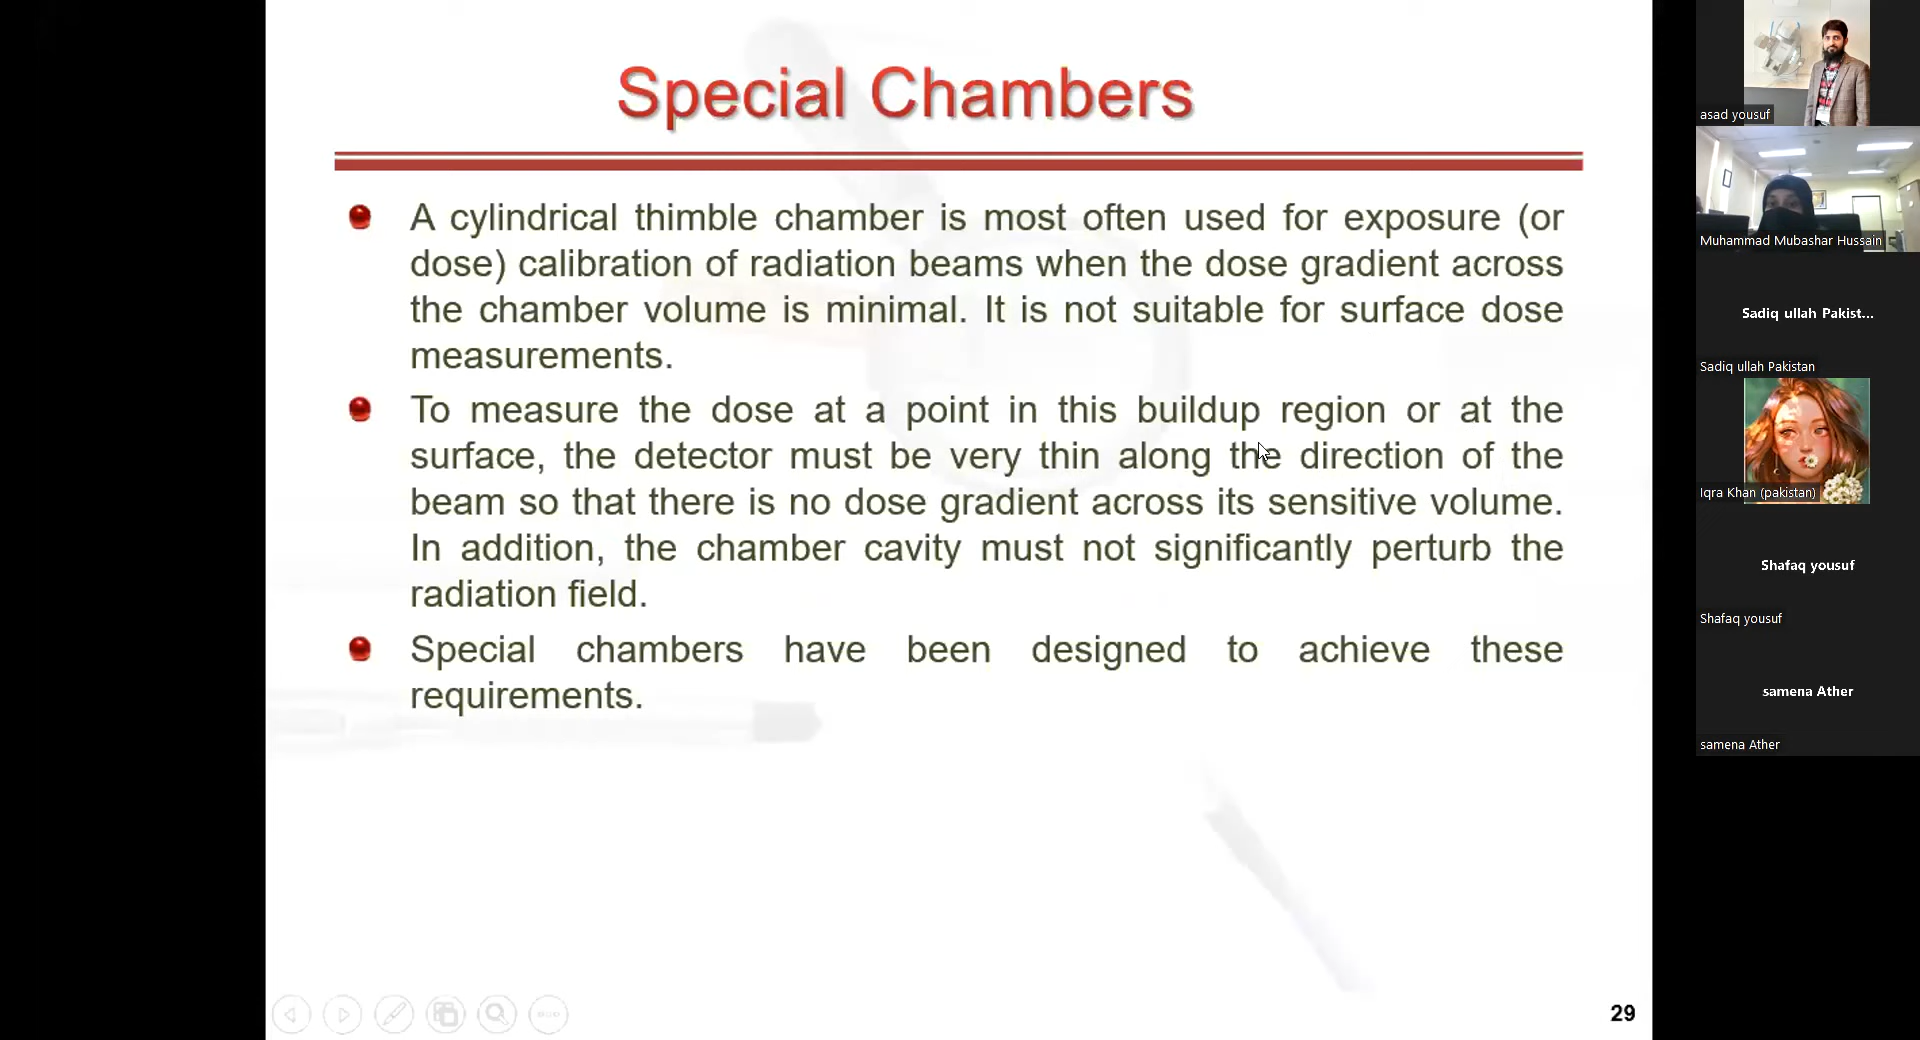 Special Chambers
A cylindrical thimble chamber is most often used for exposure (or
dose) calibration of radiation beams when the dose gradient across
the chamber volume is minimal. It is not suitable for surface dose
measurements.
To measure the dose at a point in this buildup region or at the
surface, the detector must be very thin along the direction of the
beam so that there is no dose gradient across its sensitive volume.
In addition, the chamber cavity must not significantly perturb the
radiation field.
Special chambers have been designed to achieve these
requirements.
29
asad yousuf
Muhammad Mubashar Hussain
Sadiq ullah Pakist...
Sadiq ullah Pakistan
Iqra Khan (pakistan)
Shafaq yousuf
Shafaq yousuf
samena Ather
samena Ather